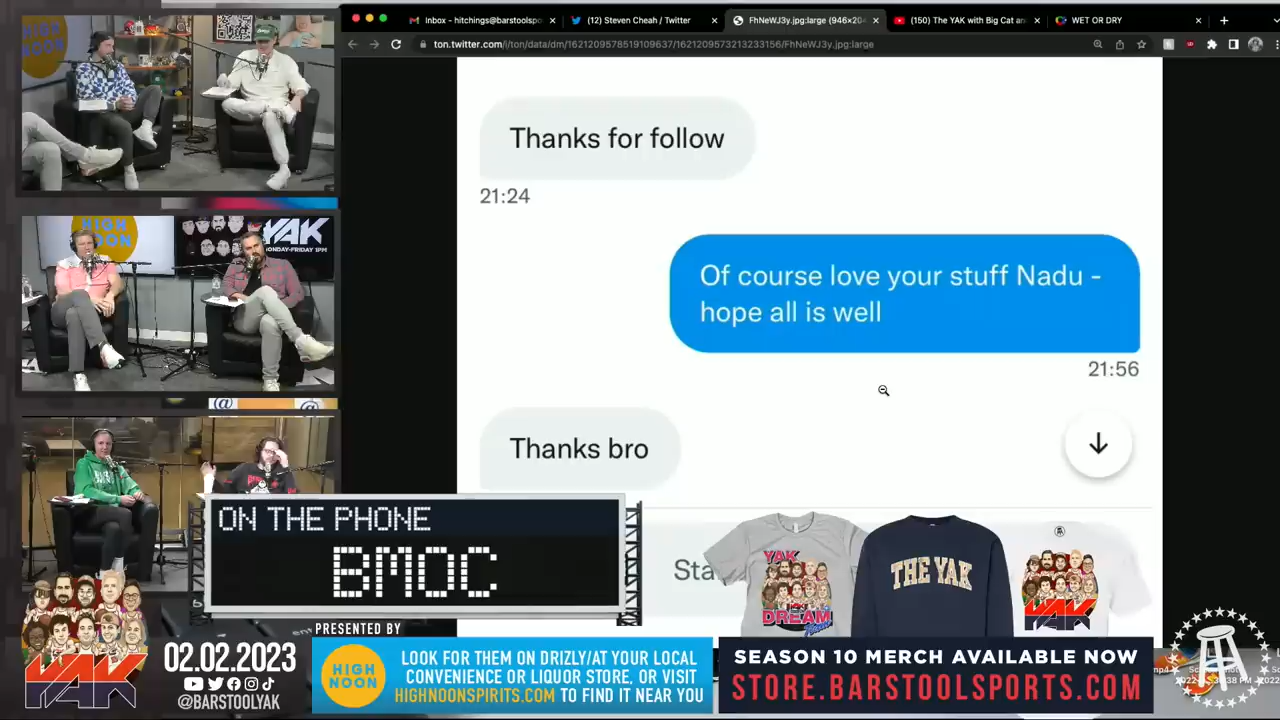 Inbox - hitchings@barstoolspo
(12) Steven Cheah / Twitter
FhNeWJ3y.jpg:large (946×20
(150) The YAK with Big Cat an
WET OR DRY
ton.twitter.com/i/ton/data/dm/1621209578519109637/1621209573213233156/FhNeWJ3y.jpg:large
Thanks for follow
21:24
Of course love your stuff Nadu -
hope all is well
21:56
Thanks bro
Sta
HIGH
NOON
YAK
MONDAY-FRIDAY 1PM
ON THE PHONE
BMOC
YAK
DREAM
THE YAK
YAK
YAK
02.02.2023
@BARSTOOLYAK
PRESENTED BY
HIGH
NOON
LOOK FOR THEM ON DRIZLY/AT YOUR LOCAL
CONVENIENCE OR LIQUOR STORE, OR VISIT
HIGHNOONSPIRITS.COM TO FIND IT NEAR YOU
SEASON 10 MERCH AVAILABLE NOW
STORE.BARSTOOLSPORTS.COM